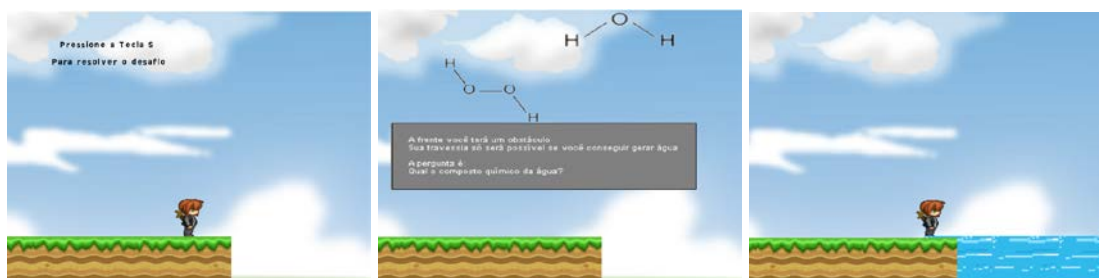 Pressione a Tecla S
Para resolver o desafio
O
H H
H
O O
H
A frente você terá um obstáculo
Sua travessia só será possível se você conseguir gerar água
A pergunta é:
Qual o composto químico da água?